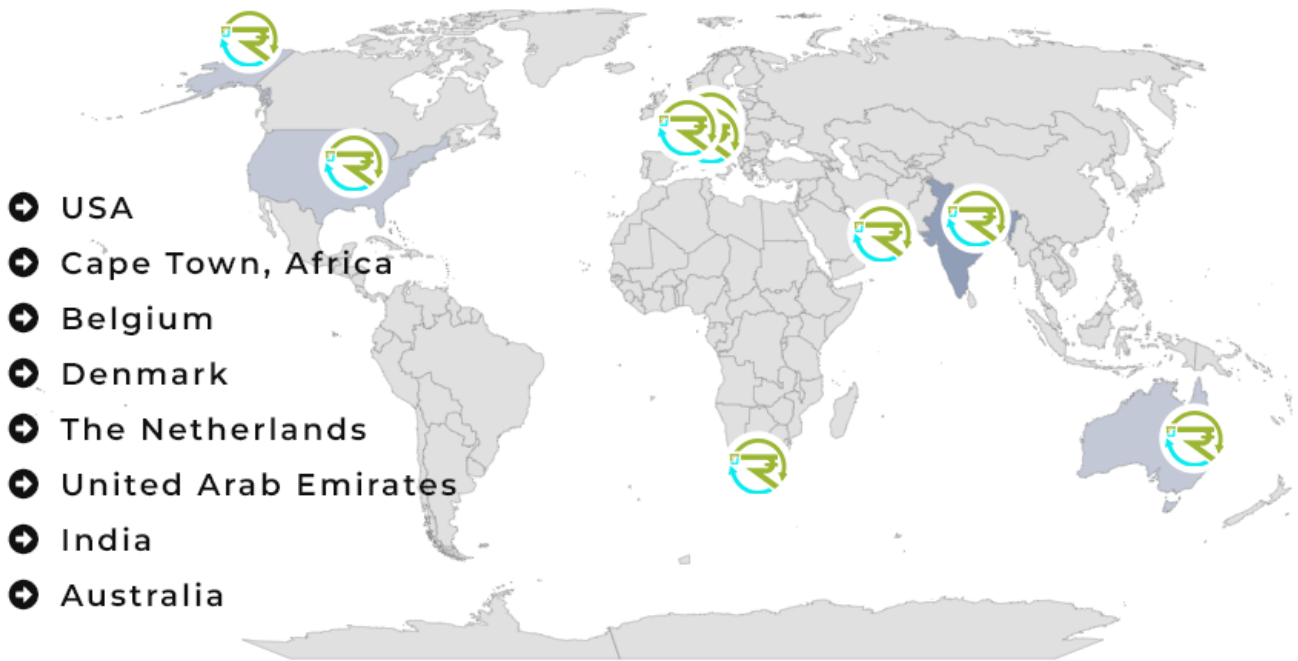 USA
Cape Town, Africa
Belgium
Denmark
The Netherlands
United Arab Emirates
India
Australia